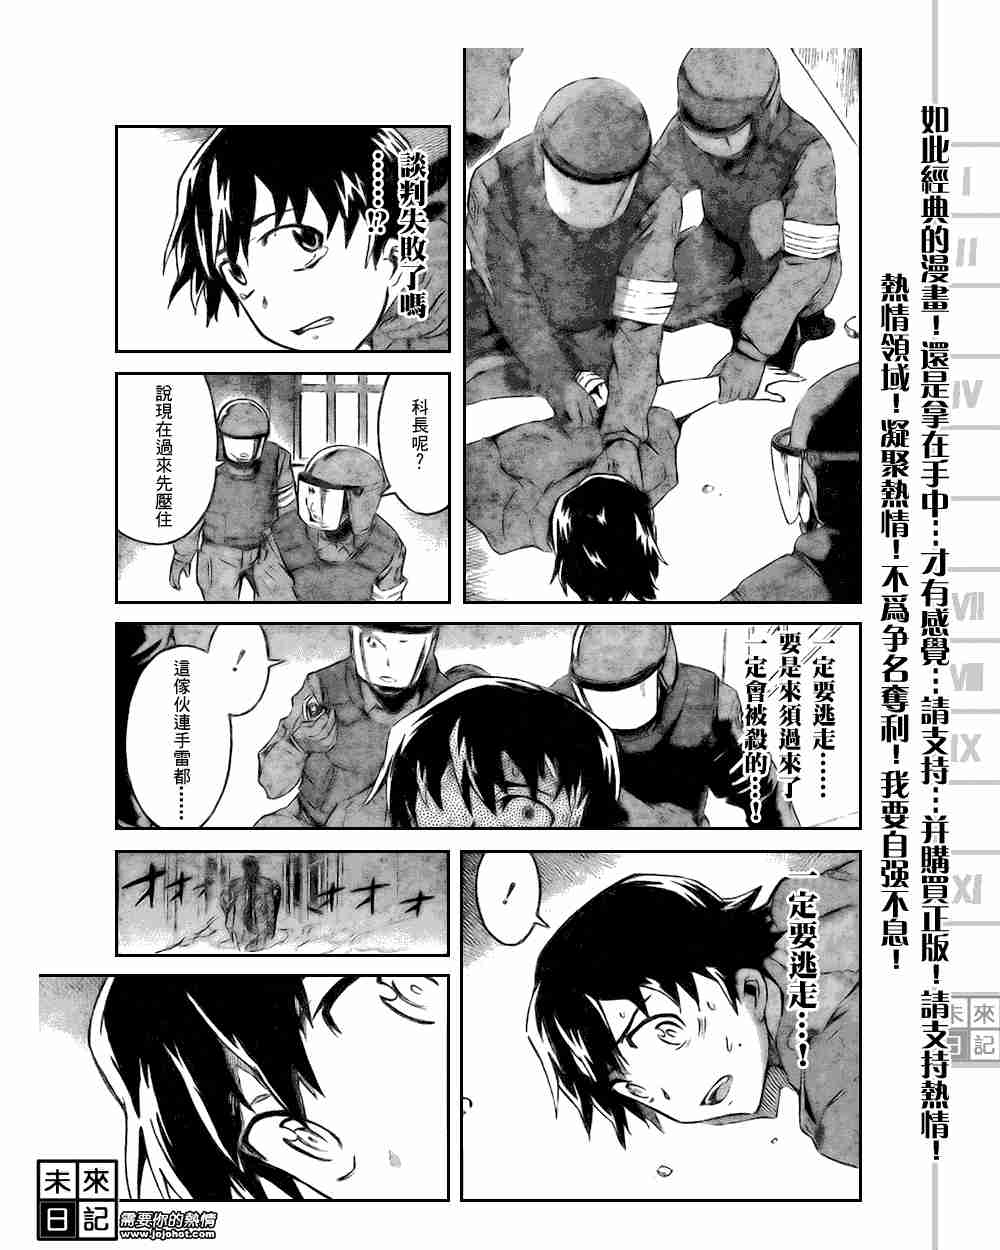 如此經典的漫畫！還是拿在手中…才有感覺…請支持…并購買正版！請支持熱情！
熱情領域！凝聚熱情！不爲争名奪利！我要自强不息！
I
II
IV
VII
VIII
IX
XI
未來
日記
談判失敗了嗎
……!?
科長呢？
說現在過來先壓住
一定要逃走……
要是來須過來了
一定會被殺的…！
！
這傢伙連手雷都……
一定要逃走…！
！
オオ
オオ
未來
日記
需要你的熱情
www.jojohot.com